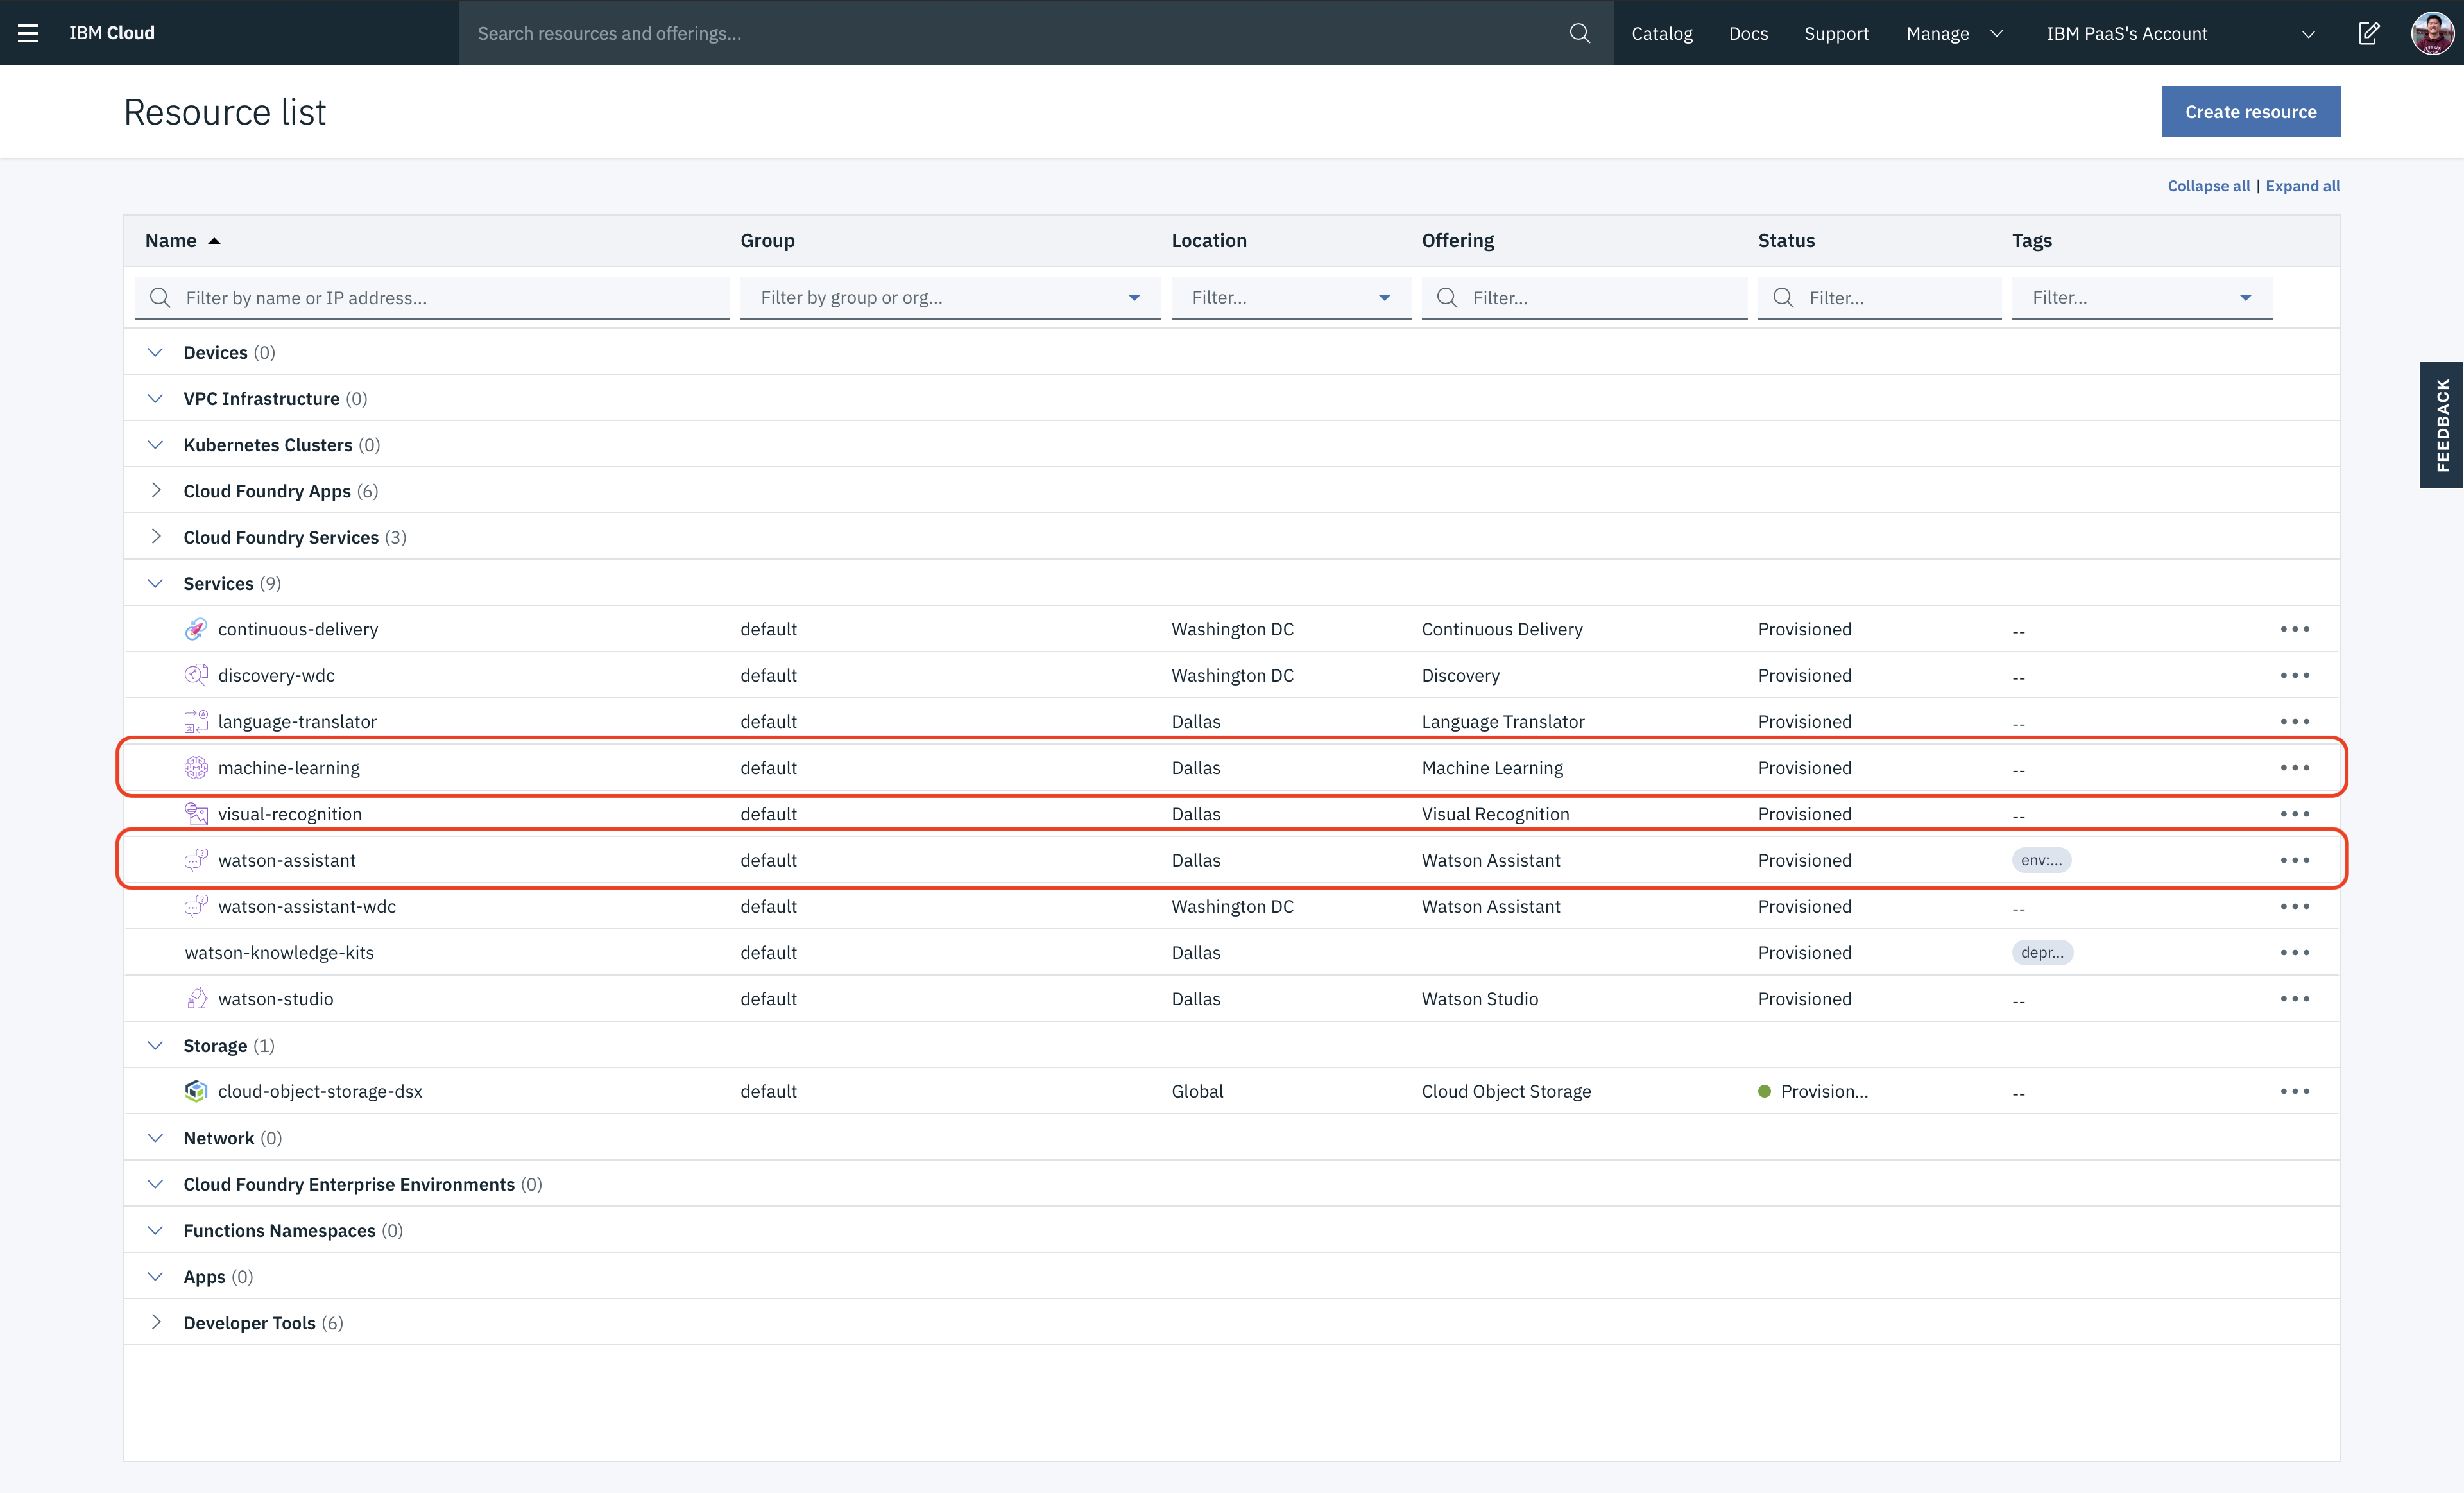 IBM Cloud Search resources and offerings... Catalog Docs Support Manage IBM PaaS's Account
Resource list Create resource
Collapse all | Expand all
Name Group Location Offering Status Tags
Filter by name or IP address... Filter by group or org... Filter... Filter... Filter... Filter...
Devices (0)
VPC Infrastructure (0)
Kubernetes Clusters (0)
FEEDBACK
Cloud Foundry Apps (6)
Cloud Foundry Services (3)
Services (9)
continuous-delivery default Washington DC Continuous Delivery Provisioned --
discovery-wdc default Washington DC Discovery Provisioned --
language-translator default Dallas Language Translator Provisioned --
machine-learning default Dallas Machine Learning Provisioned --
visual-recognition default Dallas Visual Recognition Provisioned --
watson-assistant default Dallas Watson Assistant Provisioned env:...
watson-assistant-wdc default Washington DC Watson Assistant Provisioned --
watson-knowledge-kits default Dallas Provisioned depr...
watson-studio default Dallas Watson Studio Provisioned --
Storage (1)
cloud-object-storage-dsx default Global Cloud Object Storage Provision... --
Network (0)
Cloud Foundry Enterprise Environments (0)
Functions Namespaces (0)
Apps (0)
Developer Tools (6)